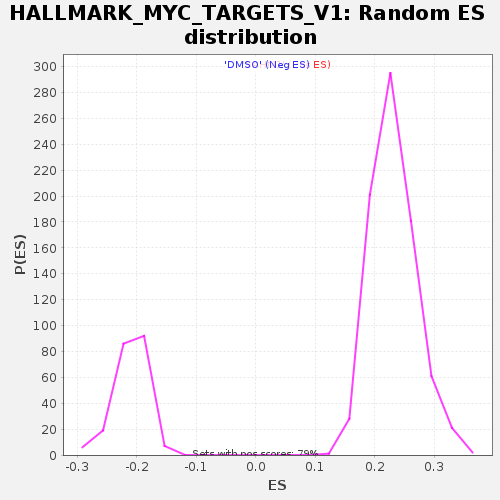 HALLMARK_MYC_TARGETS_V1: Random ES
distribution
'DMSO' (Neg ES) ES)
P(ES)
300
280
260
240
220
200
180
160
140
120
100
80
60
40
20
0
Sets with pos scores: 79%
-0.3 -0.2 -0.1 0.0 0.1 0.2 0.3
ES